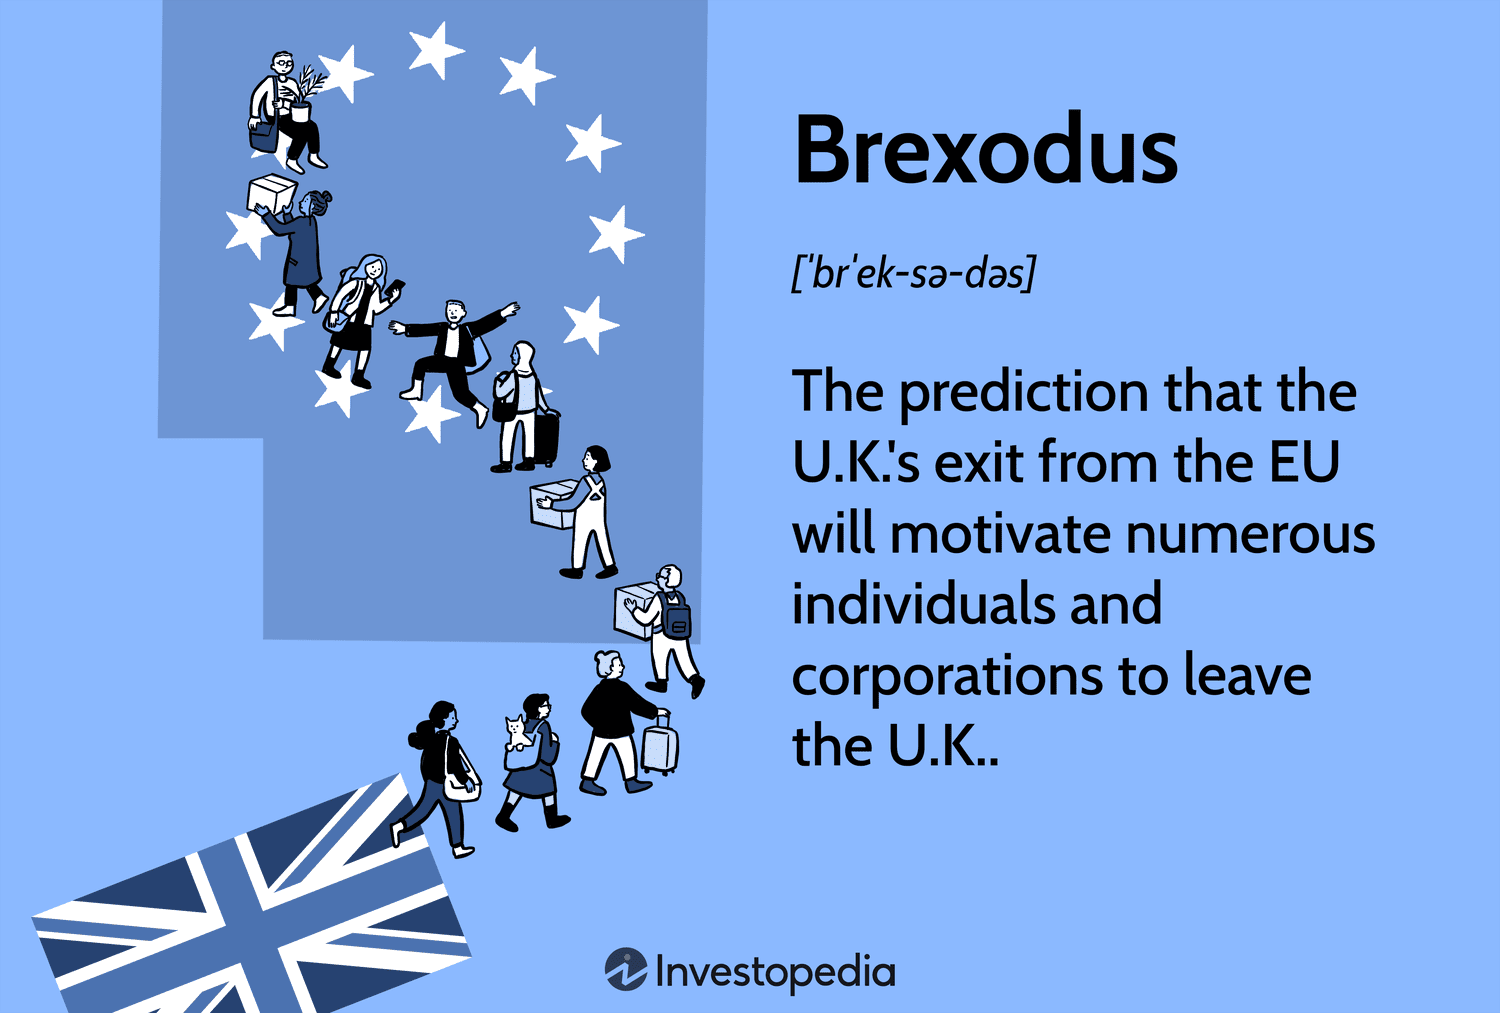 Brexodus
[ˈbrˈek-sə-dəs]
The prediction that the
U.K.'s exit from the EU
will motivate numerous
individuals and
corporations to leave
the U.K..
Investopedia